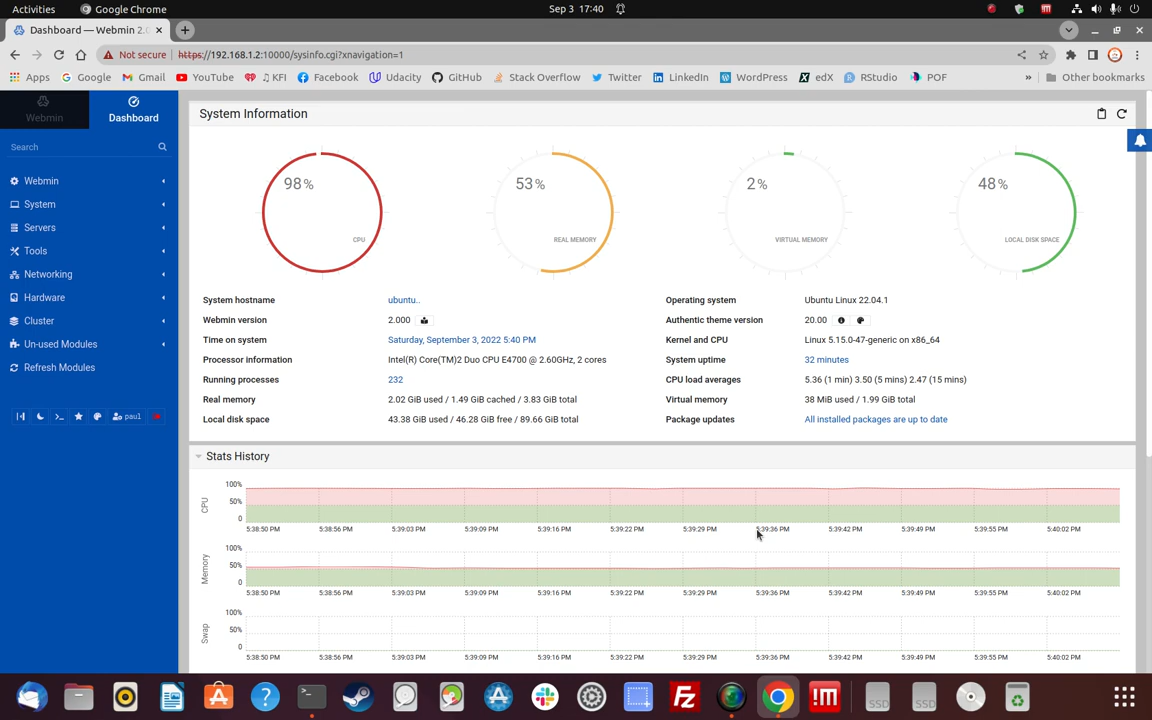 Activities
Google Chrome
Sep 3 17:40
Dashboard — Webmin 2.0
Not secure
https://192.168.1.2:10000/sysinfo.cgi?xnavigation=1
Apps
Google
Gmail
YouTube
♫ KFI
Facebook
Udacity
GitHub
Stack Overflow
Twitter
LinkedIn
WordPress
edX
RStudio
POF
»
Other bookmarks
Webmin
Dashboard
Search
Webmin
System
Servers
Tools
Networking
Hardware
Cluster
Un-used Modules
Refresh Modules
paul
System Information
98%
CPU
53%
REAL MEMORY
2%
VIRTUAL MEMORY
48%
LOCAL DISK SPACE
System hostname ubuntu..
Operating system Ubuntu Linux 22.04.1
Webmin version 2.000
Authentic theme version 20.00
Time on system Saturday, September 3, 2022 5:40 PM
Kernel and CPU Linux 5.15.0-47-generic on x86_64
Processor information Intel(R) Core(TM)2 Duo CPU E4700 @ 2.60GHz, 2 cores
System uptime 32 minutes
Running processes 232
CPU load averages 5.36 (1 min) 3.50 (5 mins) 2.47 (15 mins)
Real memory 2.02 GiB used / 1.49 GiB cached / 3.83 GiB total
Virtual memory 38 MiB used / 1.99 GiB total
Local disk space 43.38 GiB used / 46.28 GiB free / 89.66 GiB total
Package updates All installed packages are up to date
Stats History
CPU
100%
50%
0
5:38:50 PM 5:38:56 PM 5:39:03 PM 5:39:09 PM 5:39:16 PM 5:39:22 PM 5:39:29 PM 5:39:36 PM 5:39:42 PM 5:39:49 PM 5:39:55 PM 5:40:02 PM
Memory
100%
50%
0
5:38:50 PM 5:38:56 PM 5:39:03 PM 5:39:09 PM 5:39:16 PM 5:39:22 PM 5:39:29 PM 5:39:36 PM 5:39:42 PM 5:39:49 PM 5:39:55 PM 5:40:02 PM
Swap
100%
50%
0
5:38:50 PM 5:38:56 PM 5:39:03 PM 5:39:09 PM 5:39:16 PM 5:39:22 PM 5:39:29 PM 5:39:36 PM 5:39:42 PM 5:39:49 PM 5:39:55 PM 5:40:02 PM
SSD
SSD